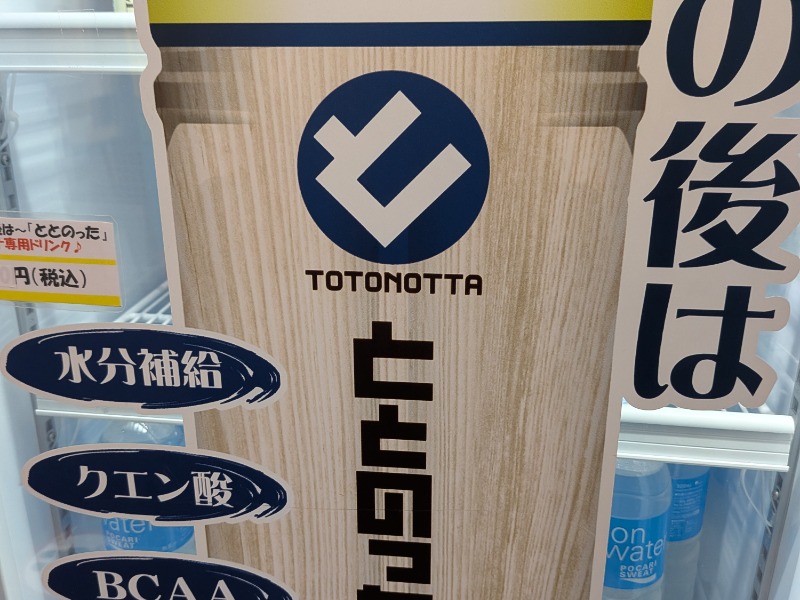 の後は
は～「ととのった」
専用ドリンク♪
円(税込)
と
TOTONOTTA
ととのっ
水分補給
クエン酸
BCAA
water
POCARI
SWEAT
ion
water
POCARI
SWEAT